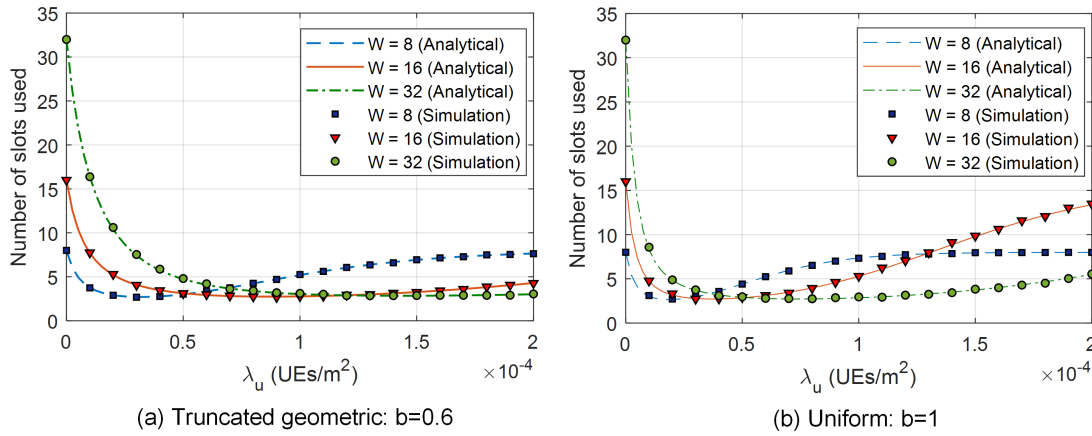 35
30
25
20
15
10
5
0
Number of slots used
W = 8 (Analytical)
W = 16 (Analytical)
W = 32 (Analytical)
W = 8 (Simulation)
W = 16 (Simulation)
W = 32 (Simulation)
0
0.5
1
1.5
2
λu (UEs/m²)
×10⁻⁴
(a) Truncated geometric: b=0.6
35
30
25
20
15
10
5
0
Number of slots used
W = 8 (Analytical)
W = 16 (Analytical)
W = 32 (Analytical)
W = 8 (Simulation)
W = 16 (Simulation)
W = 32 (Simulation)
0
0.5
1
1.5
2
λu (UEs/m²)
×10⁻⁴
(b) Uniform: b=1